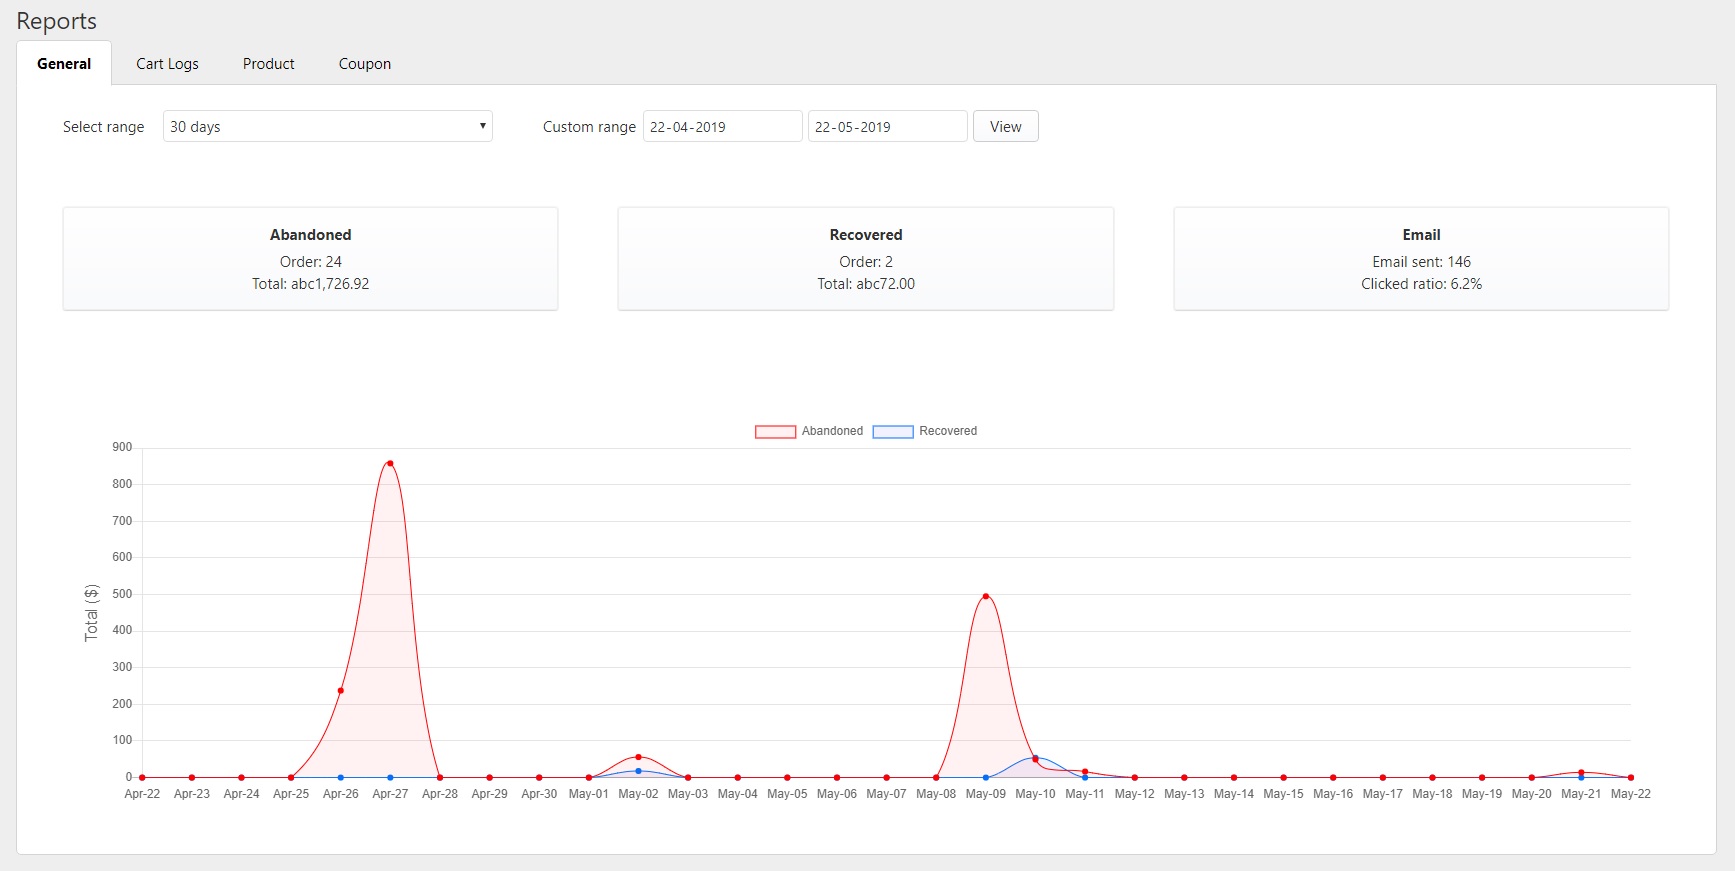 Reports
General Cart Logs Product Coupon
Select range 30 days Custom range 22-04-2019 22-05-2019 View
Abandoned
Order: 24
Total: abc1,726.92
Recovered
Order: 2
Total: abc72.00
Email
Email sent: 146
Clicked ratio: 6.2%
Abandoned Recovered
Total ($)
900
800
700
600
500
400
300
200
100
0
Apr-22 Apr-23 Apr-24 Apr-25 Apr-26 Apr-27 Apr-28 Apr-29 Apr-30 May-01 May-02 May-03 May-04 May-05 May-06 May-07 May-08 May-09 May-10 May-11 May-12 May-13 May-14 May-15 May-16 May-17 May-18 May-19 May-20 May-21 May-22